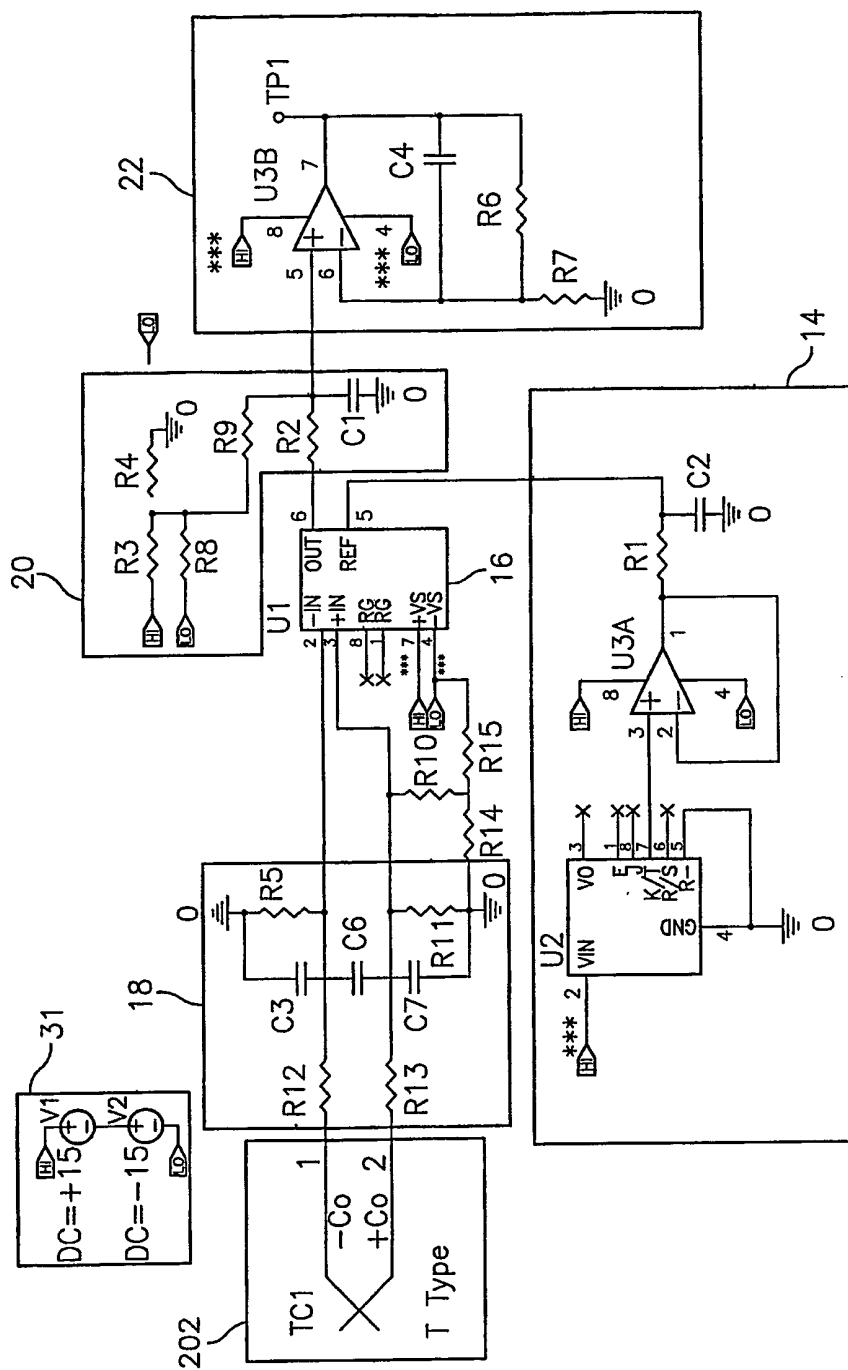 31
V1
HI
DC=+15
V2
DC=-15
LO
202
TC1
1
-Co
+Co
2
T Type
18
0
R5
R12
C3
C6
C7
R13
R11
0
R14
R10
R15
20
R3
R4
0
HI
R8
LO
R9
LO
R2
C1
0
U1
2
-IN
3
+IN
8
RG
1
RG
***
7
+VS
4
-VS
***
HI
LO
OUT
6
REF
5
16
22
***
HI
8
U3B
5
+
6
-
7
TP1
***
4
LO
C4
R6
R7
0
14
U2
***
HI
2
VIN
VO
3
E
1
J
8
K/T
7
R/S
6
R-
5
GND
4
0
HI
8
U3A
3
+
2
-
1
4
LO
R1
C2
0